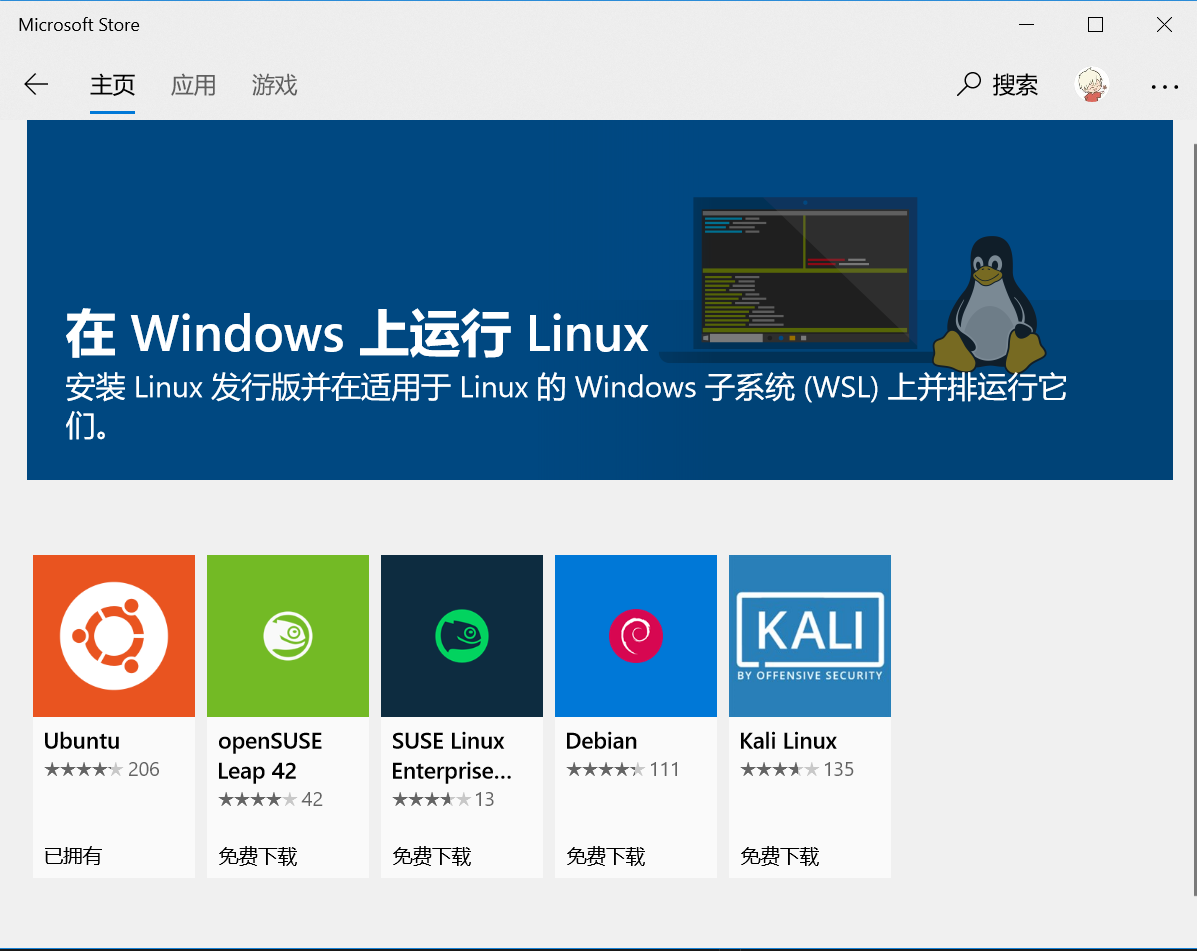 Microsoft Store
主页 应用 游戏 搜索
在 Windows 上运行 Linux
安装 Linux 发行版并在适用于 Linux 的 Windows 子系统 (WSL) 上并排运行它
们。
KALI
BY OFFENSIVE SECURITY
Ubuntu
206
已拥有
openSUSE
Leap 42
42
免费下载
SUSE Linux
Enterprise...
13
免费下载
Debian
111
免费下载
Kali Linux
135
免费下载